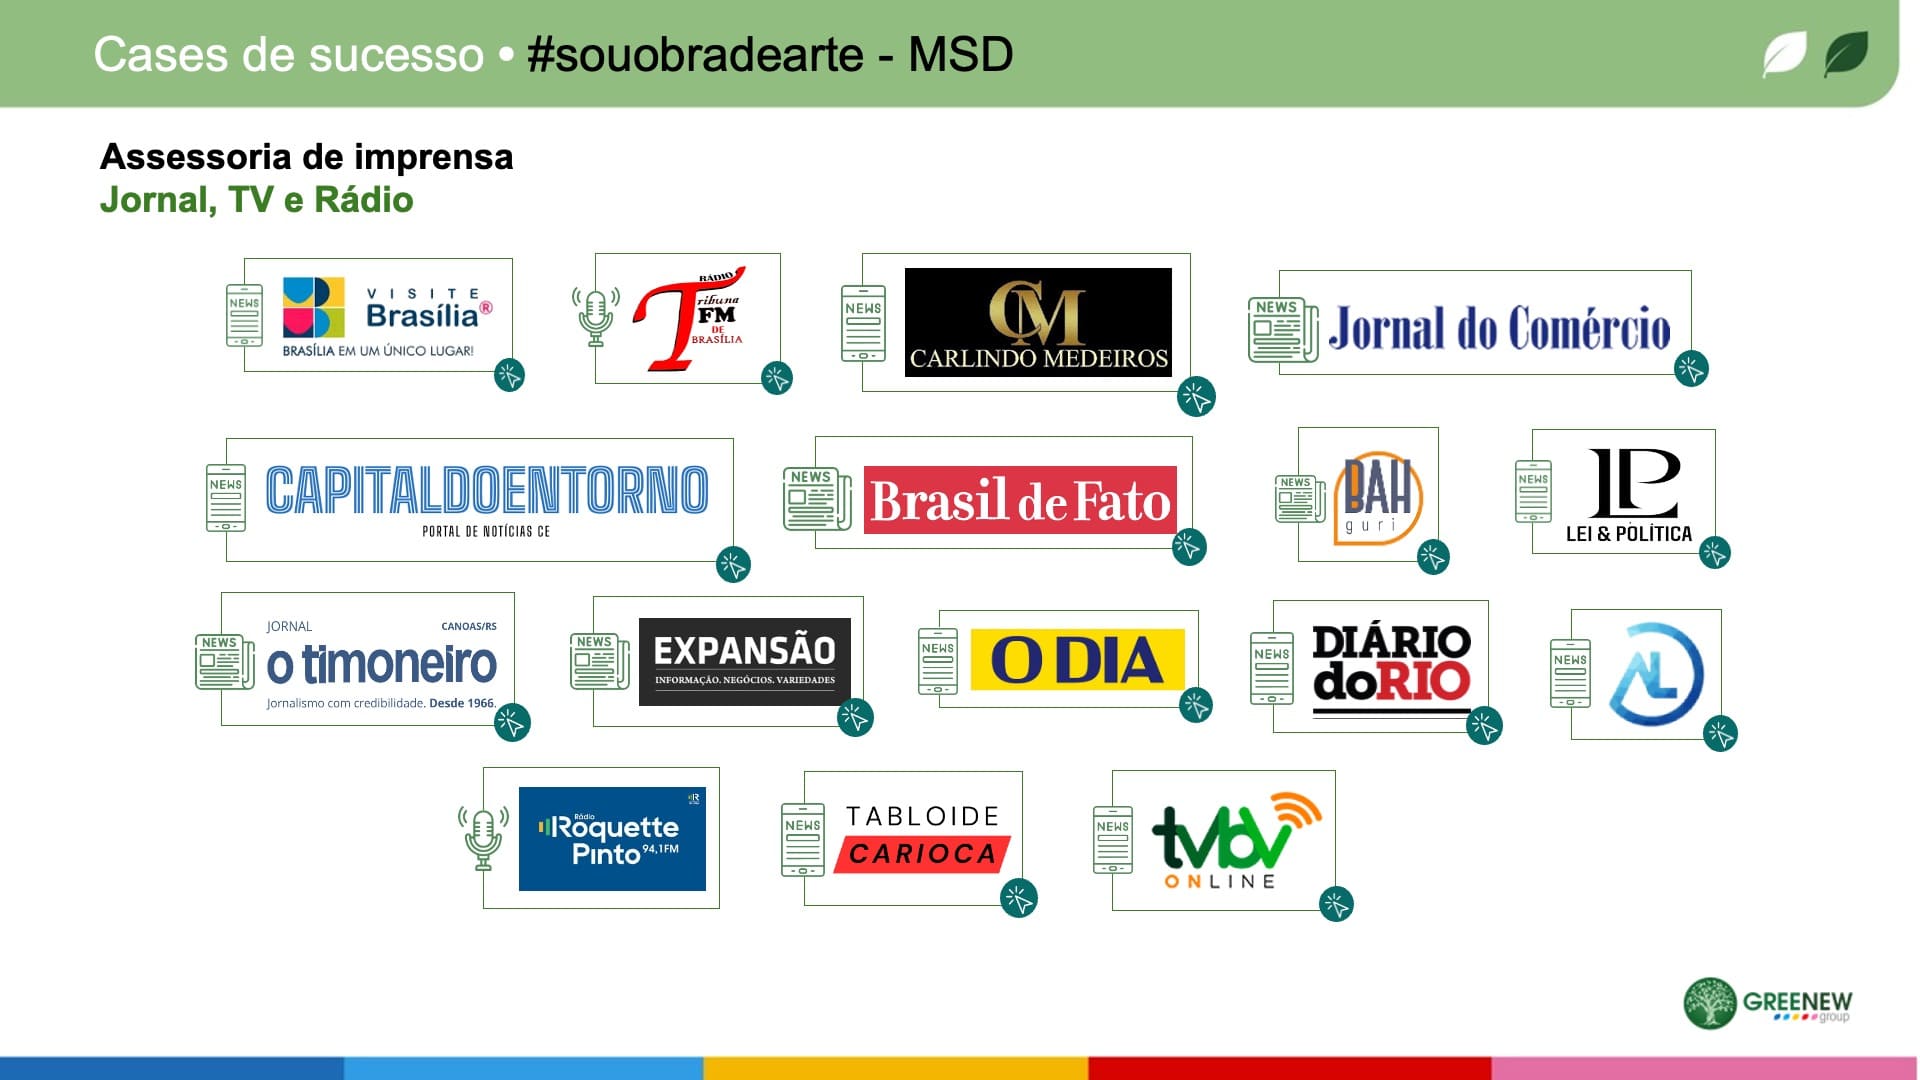 Cases de sucesso • #souobradearte - MSD
Assessoria de imprensa
Jornal, TV e Rádio
NEWS
VISITE
Brasília®
BRASÍLIA EM UM ÚNICO LUGAR!
RÁDIO
Tribuna
FM
DE
BRASÍLIA
NEWS
CM
CARLINDO MEDEIROS
NEWS
Jornal do Comércio
NEWS
CAPITALDOENTORNO
PORTAL DE NOTÍCIAS CE
NEWS
Brasil de Fato
NEWS
BAH
guri
NEWS
LP
LEI & POLÍTICA
NEWS
JORNAL CANOAS/RS
o timoneiro
Jornalismo com credibilidade. Desde 1966.
NEWS
EXPANSÃO
INFORMAÇÃO. NEGÓCIOS. VARIEDADES
NEWS
O DIA
NEWS
DIÁRIO
doRIO
NEWS
AL
Rádio
Roquette
Pinto 94,1FM
NEWS
TABLOIDE
CARIOCA
NEWS
tvbv
ONLINE
GREENEW
group